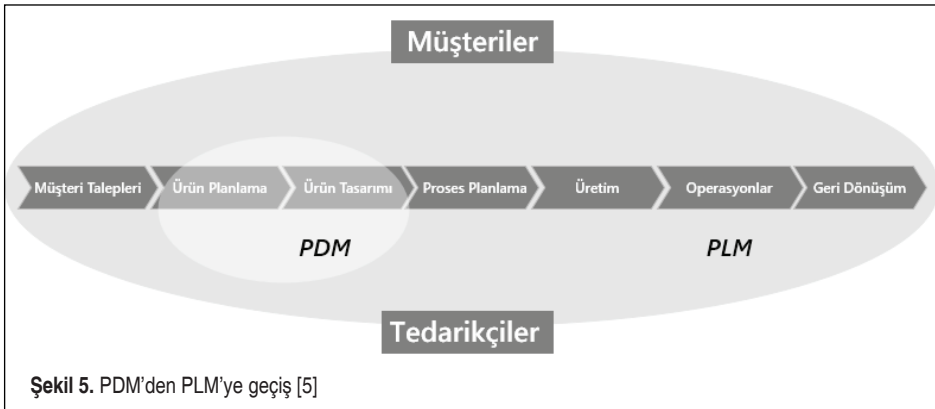 Müşteriler
Müşteri Talepleri Ürün Planlama Ürün Tasarımı Proses Planlama Üretim Operasyonlar Geri Dönüşüm
PDM PLM
Tedarikçiler
Şekil 5. PDM'den PLM'ye geçiş [5]